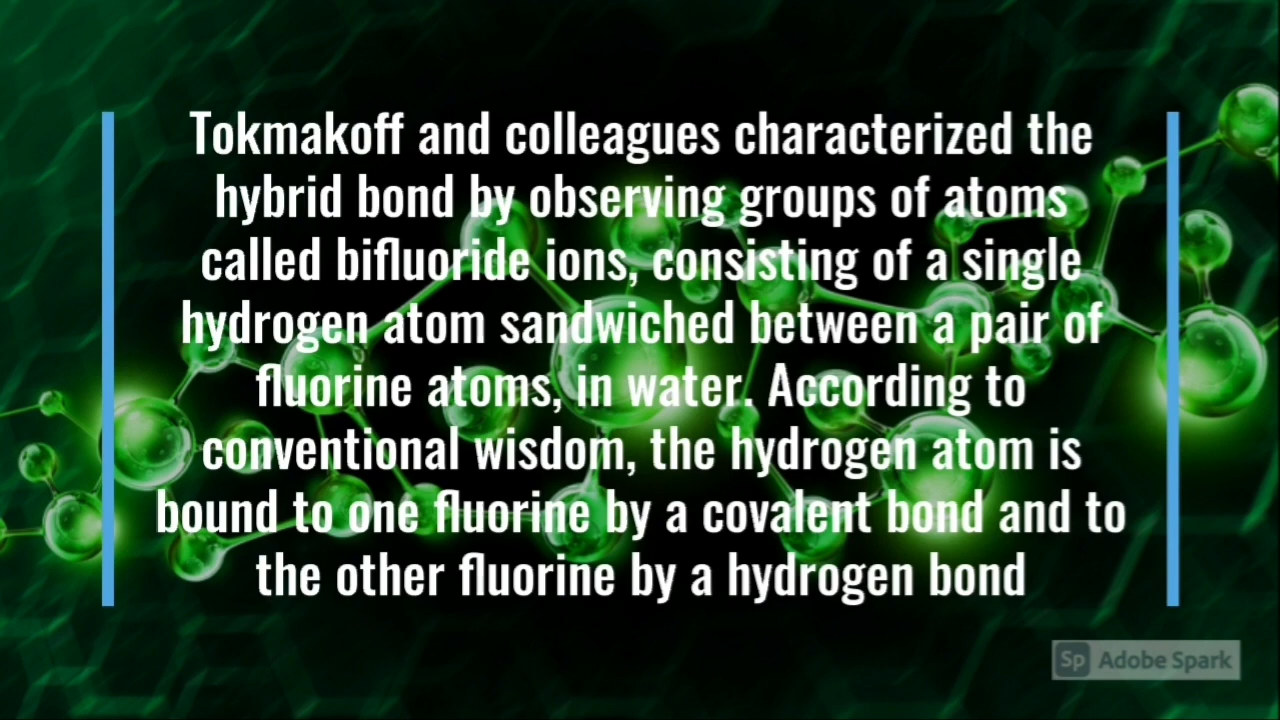 Tokmakoff and colleagues characterized the
hybrid bond by observing groups of atoms
called bifluoride ions, consisting of a single
hydrogen atom sandwiched between a pair of
fluorine atoms, in water. According to
conventional wisdom, the hydrogen atom is
bound to one fluorine by a covalent bond and to
the other fluorine by a hydrogen bond
Sp Adobe Spark